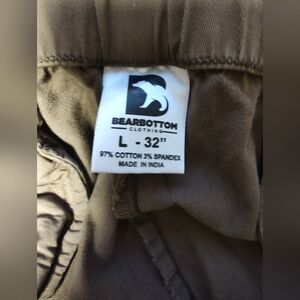 BEARBOTTOM
CLOTHING
L - 32"
97% COTTON 3% SPANDEX
MADE IN INDIA